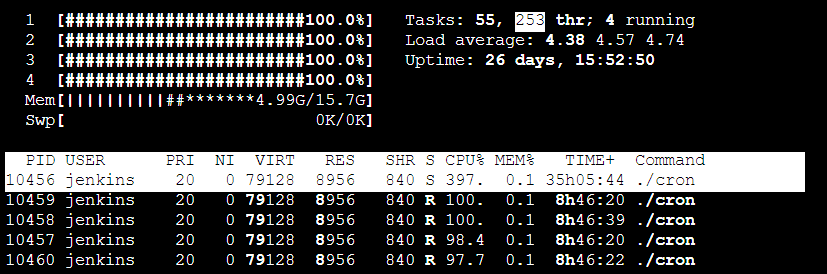 1 [########################100.0%] Tasks: 55, 253 thr; 4 running
2 [########################100.0%] Load average: 4.38 4.57 4.74
3 [########################100.0%] Uptime: 26 days, 15:52:50
4 [########################100.0%]
Mem[||||||||||##*******4.99G/15.7G]
Swp[ 0K/0K]
PID USER PRI NI VIRT RES SHR S CPU% MEM% TIME+ Command
10456 jenkins 20 0 79128 8956 840 S 397. 0.1 35h05:44 ./cron
10459 jenkins 20 0 79128 8956 840 R 100. 0.1 8h46:20 ./cron
10458 jenkins 20 0 79128 8956 840 R 100. 0.1 8h46:39 ./cron
10457 jenkins 20 0 79128 8956 840 R 98.4 0.1 8h46:20 ./cron
10460 jenkins 20 0 79128 8956 840 R 97.7 0.1 8h46:22 ./cron